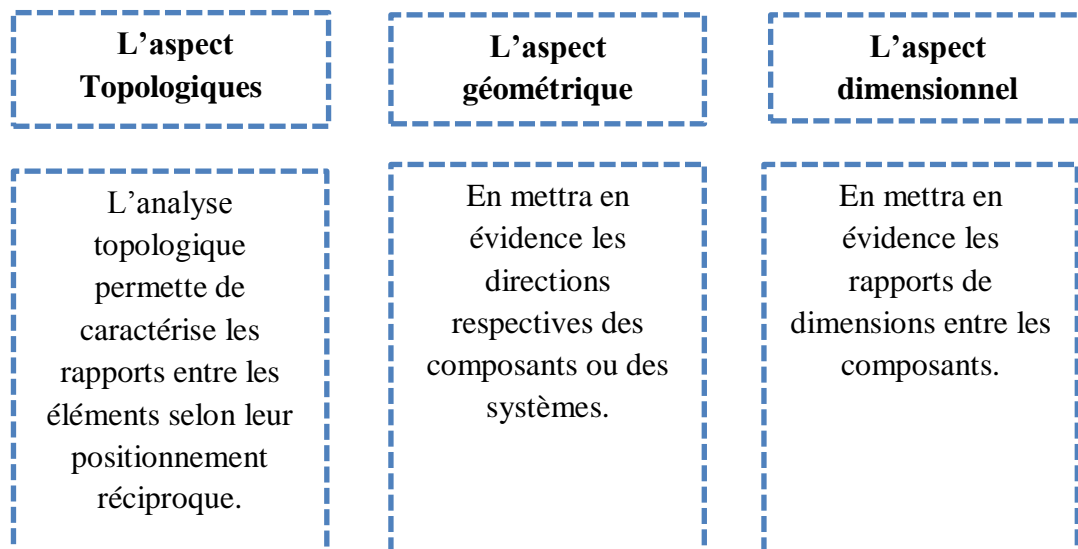 L’aspect
Topologiques
L’aspect
géométrique
L’aspect
dimensionnel
L’analyse
topologique
permette de
caractérise les
rapports entre les
éléments selon leur
positionnement
réciproque.
En mettra en
évidence les
directions
respectives des
composants ou des
systèmes.
En mettra en
évidence les
rapports de
dimensions entre les
composants.